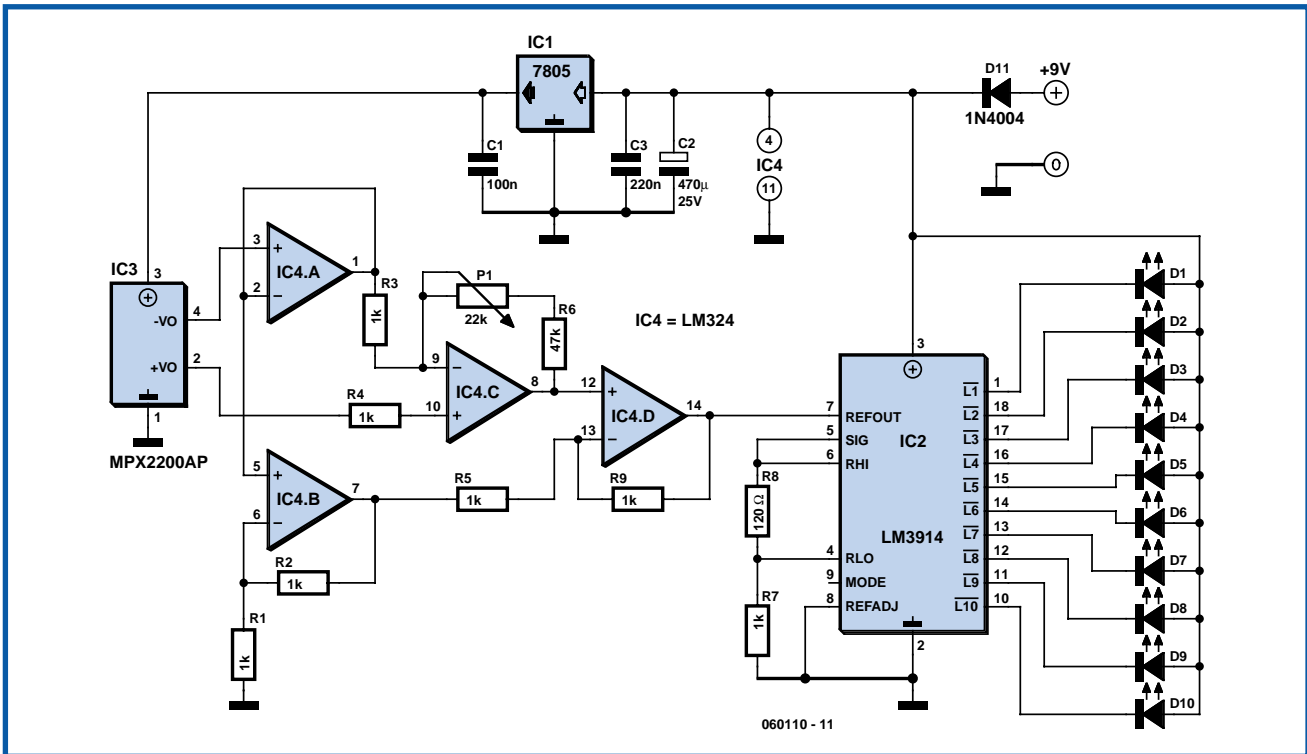 IC1
7805
D11
+9V
1N4004
C1
100n
C3
220n
C2
470µ
25V
4
IC4
11
0
IC3
3
-VO
4
+VO
2
1
MPX2200AP
3
2
IC4.A
1
R3
1k
P1
22k
R6
47k
IC4 = LM324
9
10
IC4.C
8
R4
1k
12
13
IC4.D
14
5
6
IC4.B
7
R5
1k
R9
1k
R2
1k
R1
1k
R8
120 Ω
R7
1k
3
7 REFOUT
5 SIG
6 RHI
IC2
LM3914
4 RLO
9 MODE
8 REFADJ
2
L1 1
L2 18
L3 17
L4 16
L5 15
L6 14
L7 13
L8 12
L9 11
L10 10
D1
D2
D3
D4
D5
D6
D7
D8
D9
D10
060110 - 11